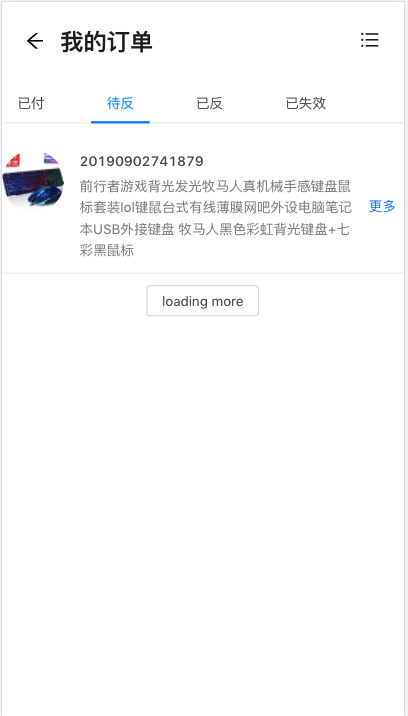 我的订单
已付 待反 已反 已失效
20190902741879
前行者游戏背光发光牧马人真机械手感键盘鼠
标套装lol键鼠台式有线薄膜网吧外设电脑笔记
本USB外接键盘 牧马人黑色彩虹背光键盘+七
彩黑鼠标
更多
loading more